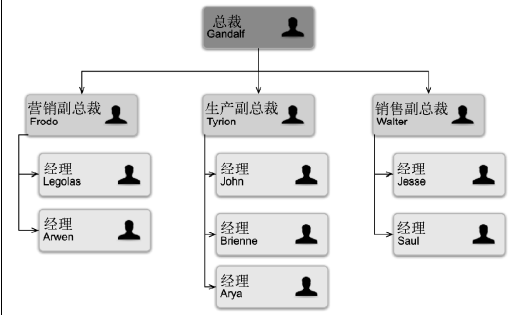 总裁
Gandalf
营销副总裁
Frodo
生产副总裁
Tyrion
销售副总裁
Walter
经理
Legolas
经理
John
经理
Jesse
经理
Arwen
经理
Brienne
经理
Saul
经理
Arya